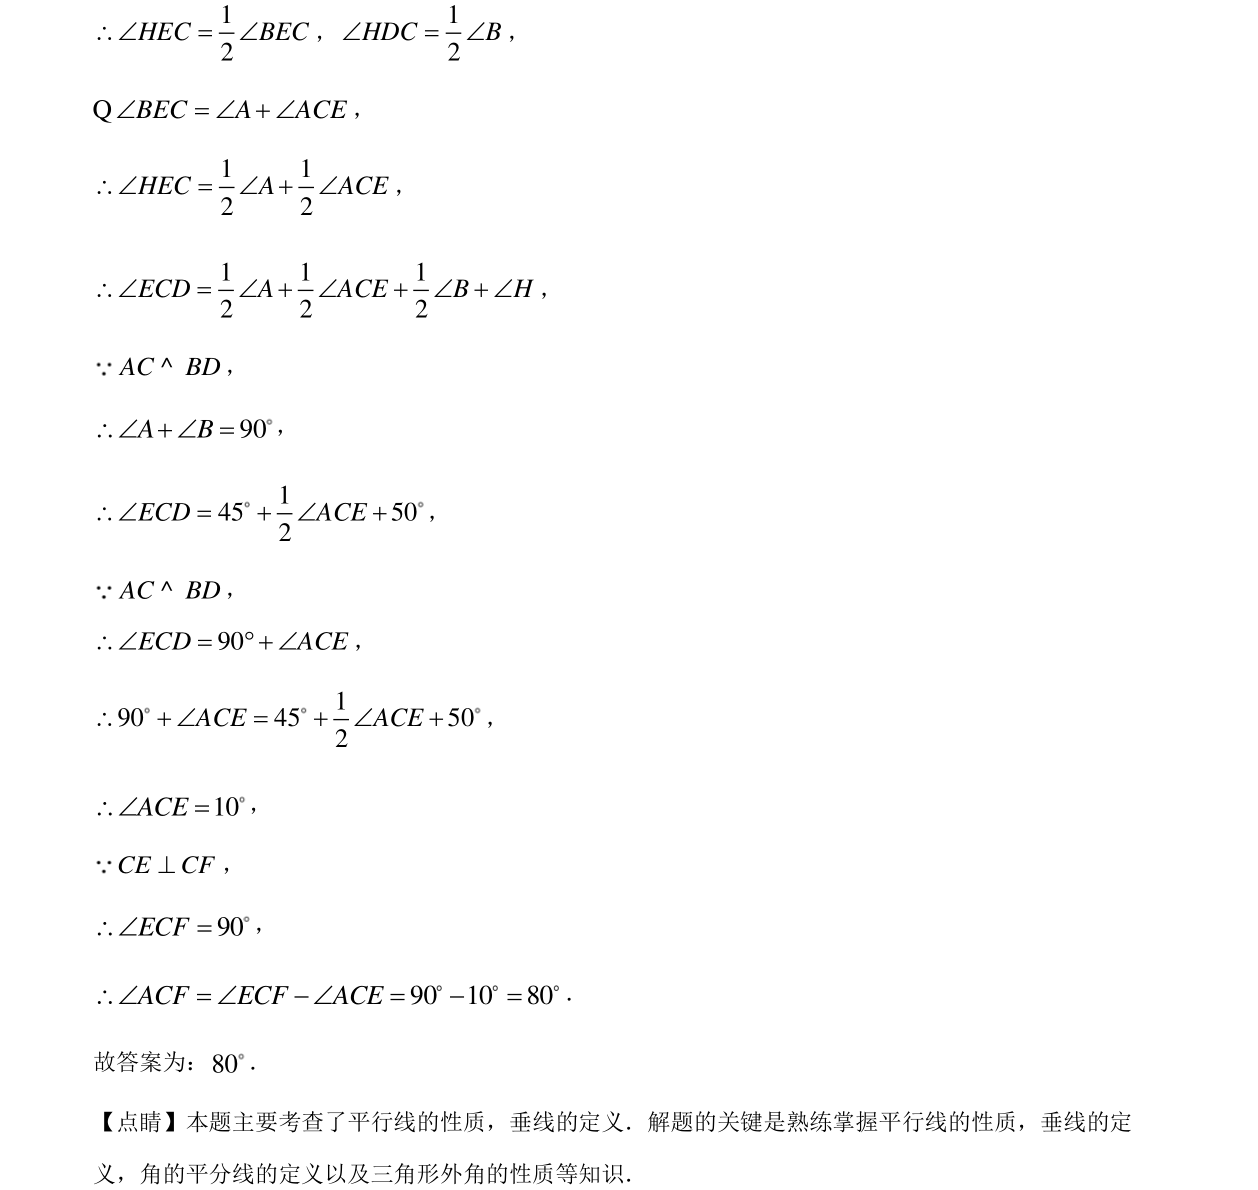 ∴∠HEC = 1/2 ∠BEC，∠HDC = 1/2 ∠B，
Q∠BEC = ∠A + ∠ACE，
∴∠HEC = 1/2 ∠A + 1/2 ∠ACE，
∴∠ECD = 1/2 ∠A + 1/2 ∠ACE + 1/2 ∠B + ∠H，
∵ AC ^ BD，
∴∠A + ∠B = 90°，
∴∠ECD = 45° + 1/2 ∠ACE + 50°，
∵ AC ^ BD，
∴∠ECD = 90° + ∠ACE，
∴90° + ∠ACE = 45° + 1/2 ∠ACE + 50°，
∴∠ACE = 10°，
∵CE ⊥ CF，
∴∠ECF = 90°，
∴∠ACF = ∠ECF − ∠ACE = 90° − 10° = 80°．
故答案为：80°．
【点睛】本题主要考查了平行线的性质，垂线的定义．解题的关键是熟练掌握平行线的性质，垂线的定
义，角的平分线的定义以及三角形外角的性质等知识．